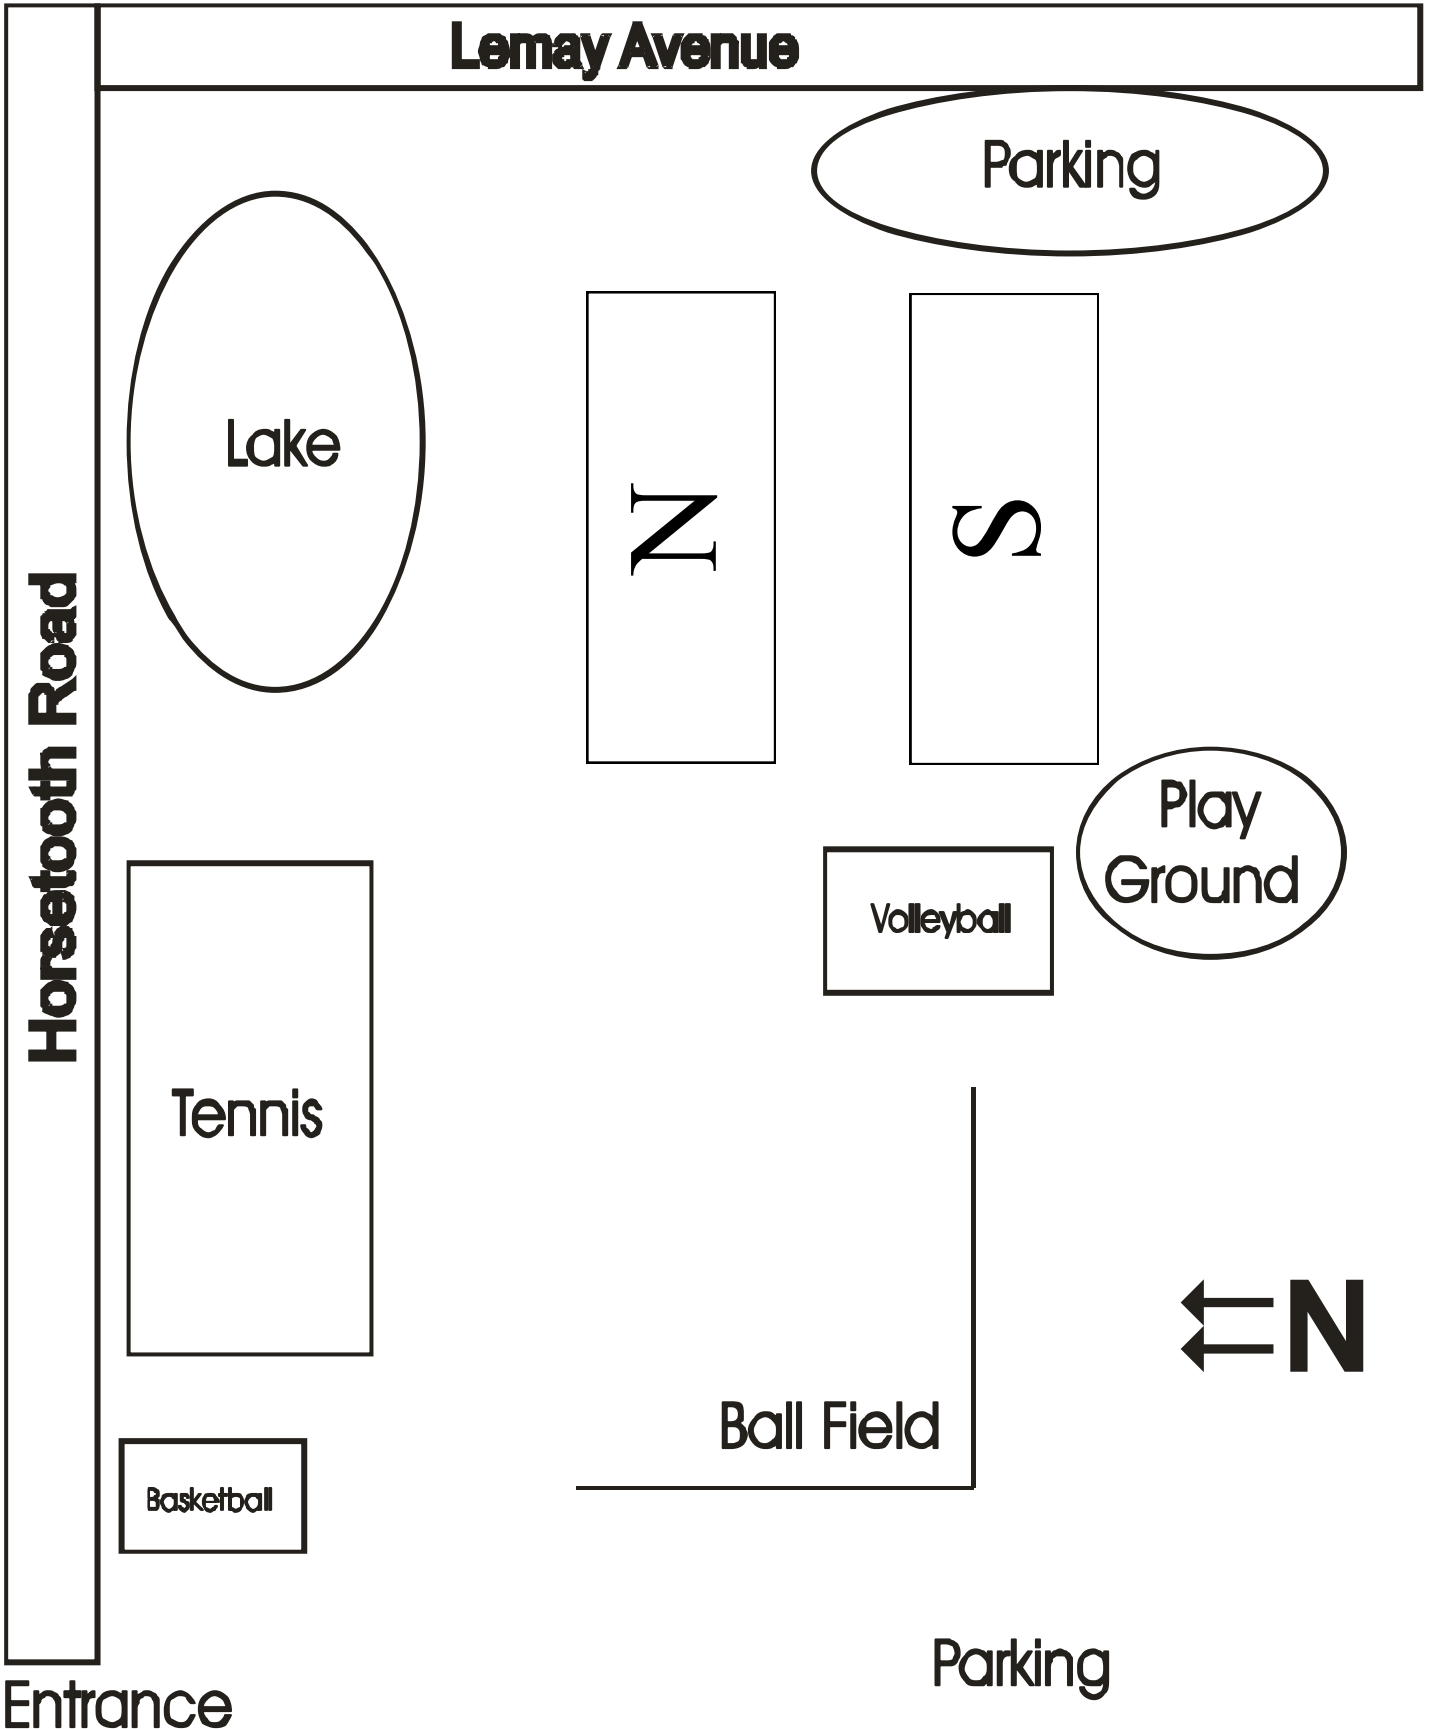 Lemay Avenue
Parking
Lake
N
S
Horsetooth Road
Play
Ground
Volleyball
Tennis
N
Ball Field
Basketball
Parking
Entrance